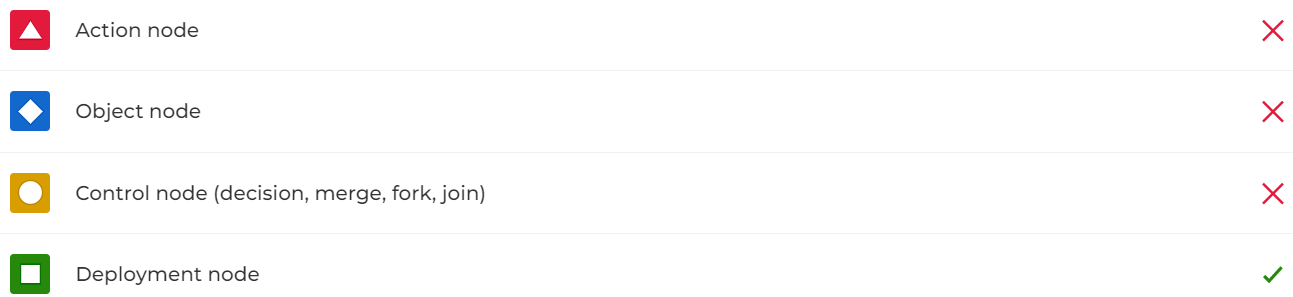 Action node
Object node
Control node (decision, merge, fork, join)
Deployment node